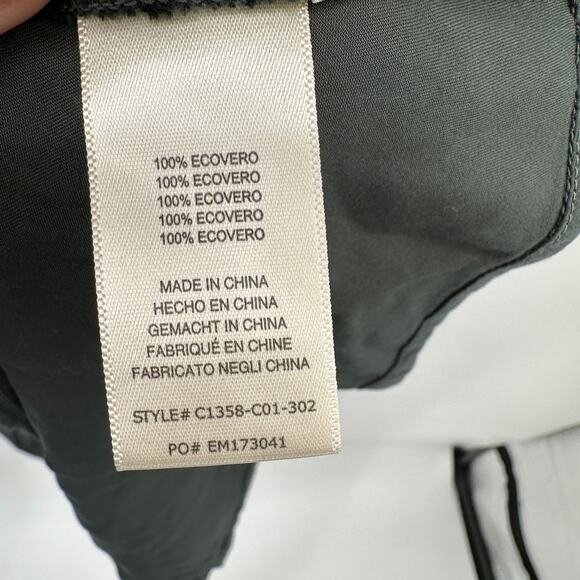 100% ECOVERO
100% ECOVERO
100% ECOVERO
100% ECOVERO
100% ECOVERO
MADE IN CHINA
HECHO EN CHINA
GEMACHT IN CHINA
FABRIQUÉ EN CHINE
FABRICATO NEGLI CHINA
STYLE# C1358-C01-302
PO# EM173041